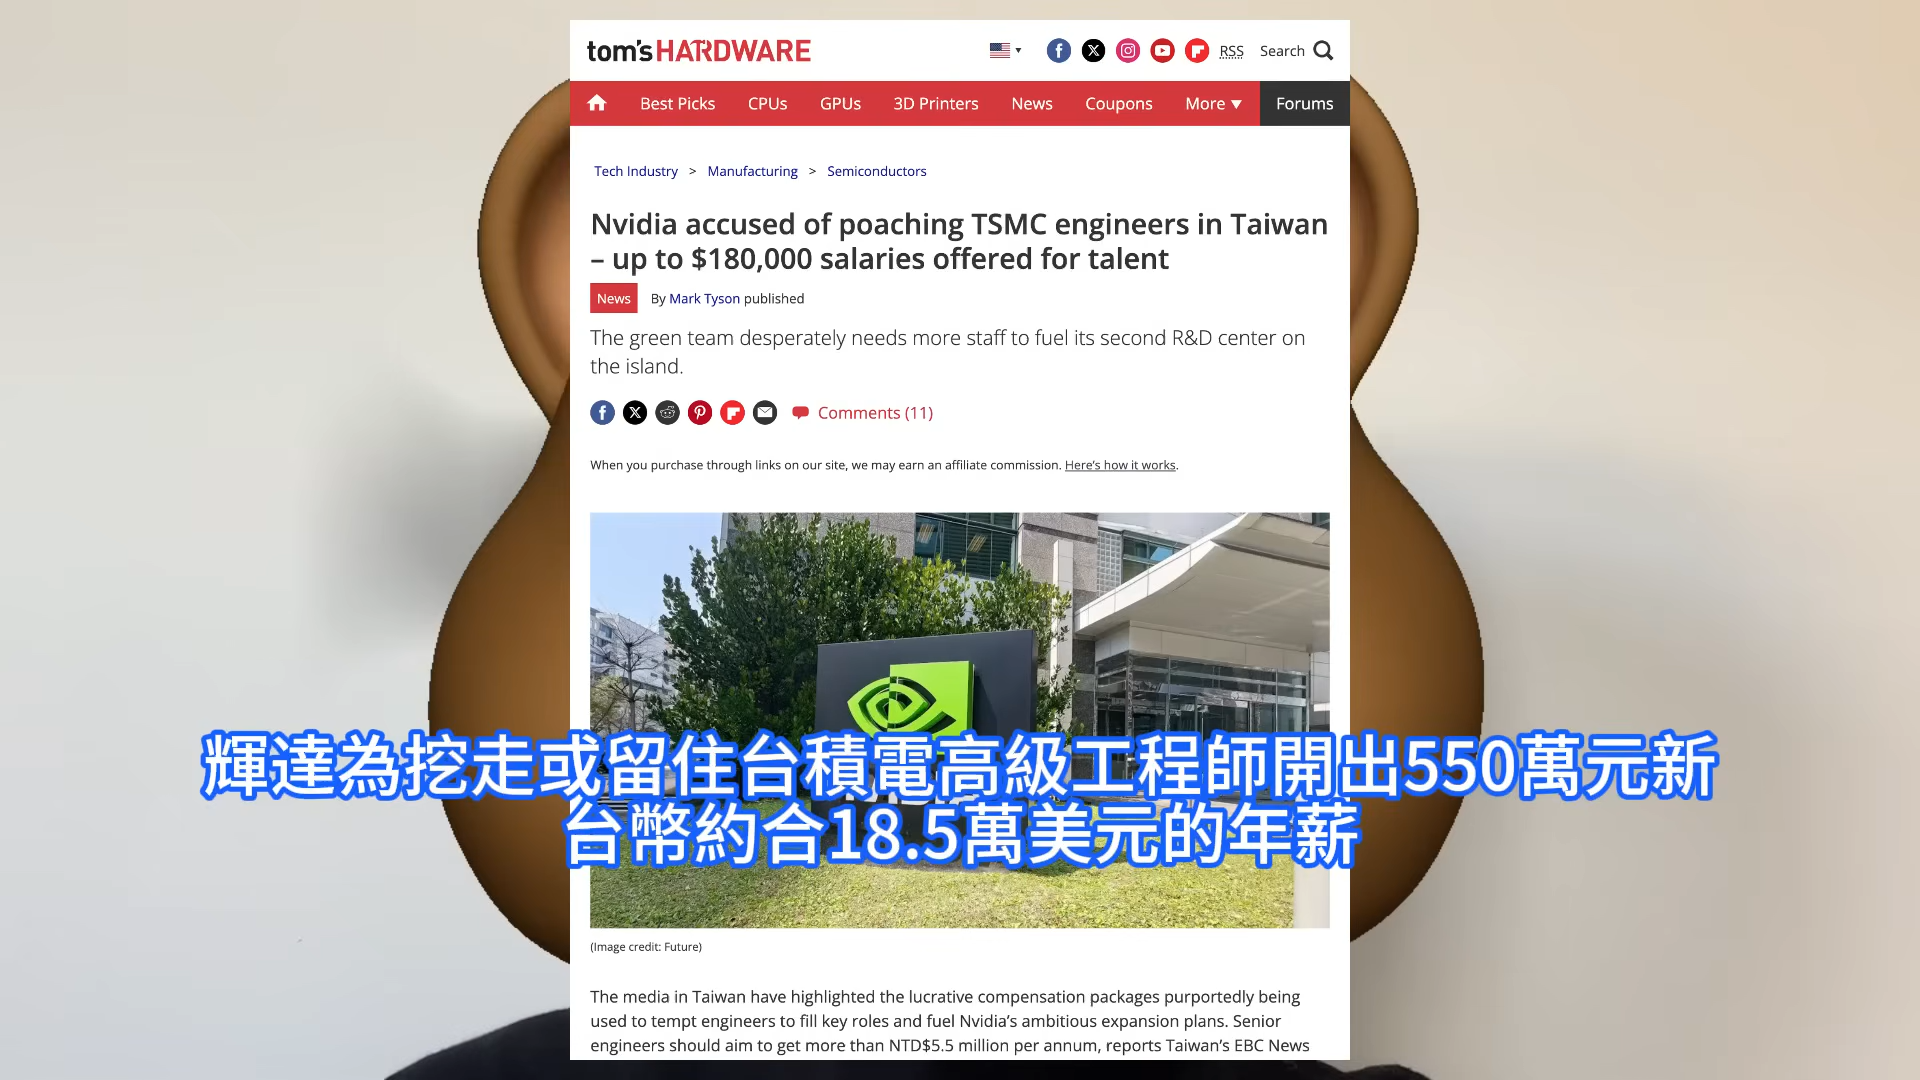 tom's HARDWARE
RSS Search
Best Picks CPUs GPUs 3D Printers News Coupons More ▼ Forums
Tech Industry > Manufacturing > Semiconductors
Nvidia accused of poaching TSMC engineers in Taiwan
– up to $180,000 salaries offered for talent
News By Mark Tyson published
The green team desperately needs more staff to fuel its second R&D center on
the island.
Comments (11)
When you purchase through links on our site, we may earn an affiliate commission. Here's how it works.
輝達為挖走或留住台積電高級工程師開出550萬元新
台幣約合18.5萬美元的年薪
(Image credit: Future)
The media in Taiwan have highlighted the lucrative compensation packages purportedly being
used to tempt engineers to fill key roles and fuel Nvidia's ambitious expansion plans. Senior
engineers should aim to get more than NTD$5.5 million per annum, reports Taiwan's EBC News